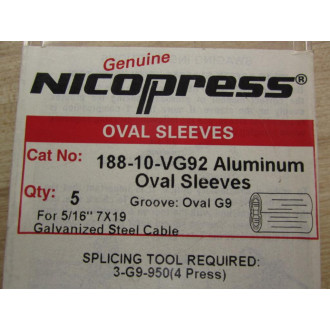 Genuine
NICOPRESS®
OVAL SLEEVES
Cat No: 188-10-VG92 Aluminum
Oval Sleeves
Qty: 5
Groove: Oval G9
For 5/16" 7X19
Galvanized Steel Cable
SPLICING TOOL REQUIRED:
3-G9-950(4 Press)